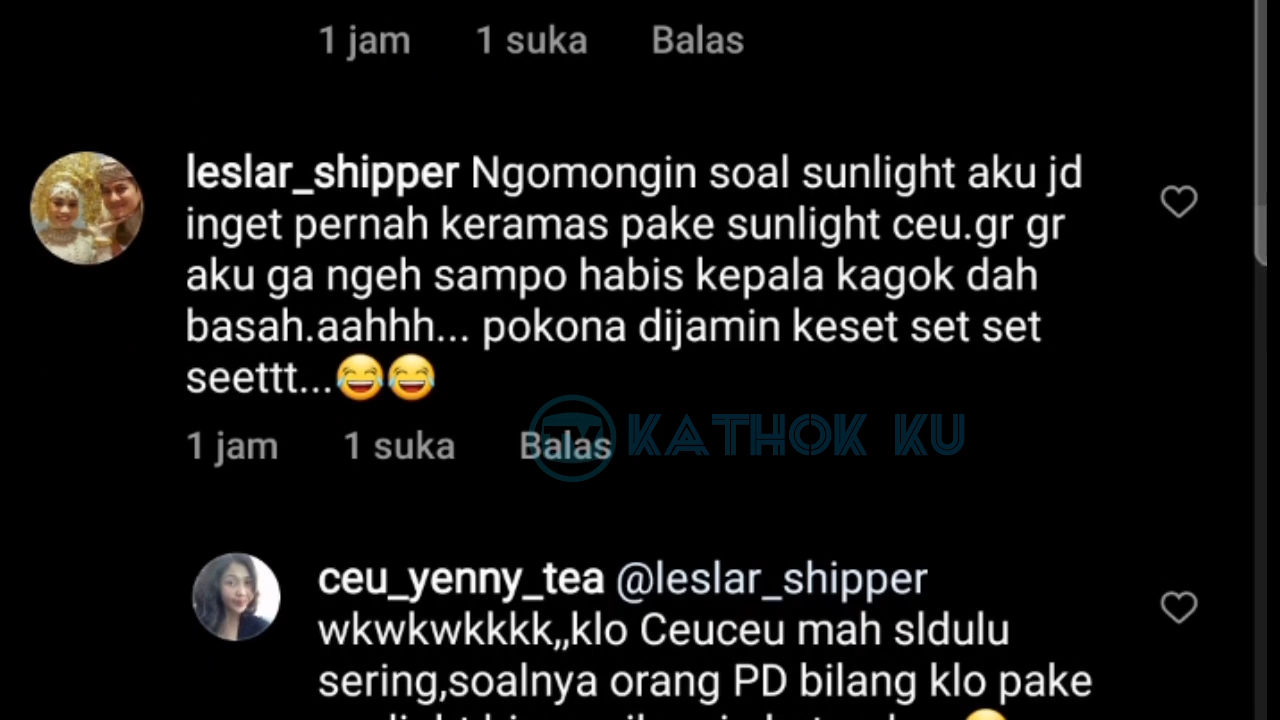 1 jam 1 suka Balas
leslar_shipper Ngomongin soal sunlight aku jd
inget pernah keramas pake sunlight ceu.gr gr
aku ga ngeh sampo habis kepala kagok dah
basah.aahhh... pokona dijamin keset set set
seettt...😂😂
1 jam 1 suka Balas
TV KATHOK KU
ceu_yenny_tea @leslar_shipper
wkwkwkkkk,,klo Ceuceu mah sldulu
sering,soalnya orang PD bilang klo pake